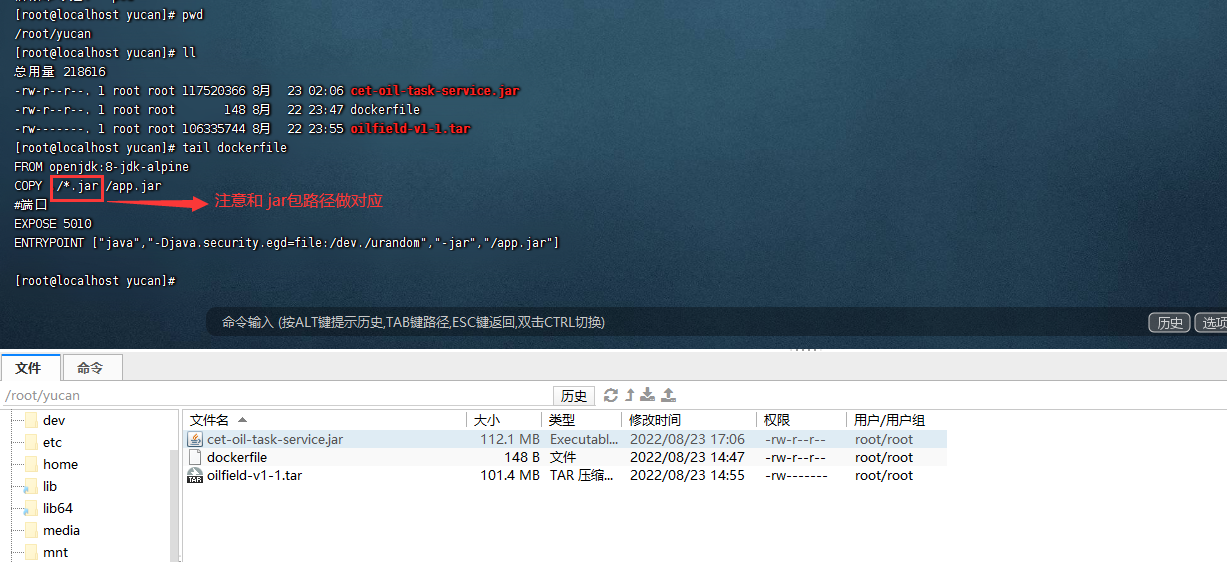 [root@localhost yucan]# pwd
/root/yucan
[root@localhost yucan]# ll
总用量 218616
-rw-r--r--. 1 root root 117520366 8月  23 02:06 cet-oil-task-service.jar
-rw-r--r--. 1 root root       148 8月  22 23:47 dockerfile
-rw-------. 1 root root 106335744 8月  22 23:55 oilfield-v1-1.tar
[root@localhost yucan]# tail dockerfile
FROM openjdk:8-jdk-alpine
COPY  /*.jar /app.jar
注意和 jar包路径做对应
#端口
EXPOSE 5010
ENTRYPOINT ["java","-Djava.security.egd=file:/dev./urandom","-jar","/app.jar"]
[root@localhost yucan]#
命令输入 (按ALT键提示历史,TAB键路径,ESC键返回,双击CTRL切换) 历史 选项
文件 命令
/root/yucan 历史
文件名 大小 类型 修改时间 权限 用户/用户组
cet-oil-task-service.jar 112.1 MB Executabl... 2022/08/23 17:06 -rw-r--r-- root/root
dockerfile 148 B 文件 2022/08/23 14:47 -rw-r--r-- root/root
oilfield-v1-1.tar 101.4 MB TAR 压缩... 2022/08/23 14:55 -rw------- root/root
TAR
dev
etc
home
lib
lib64
media
mnt